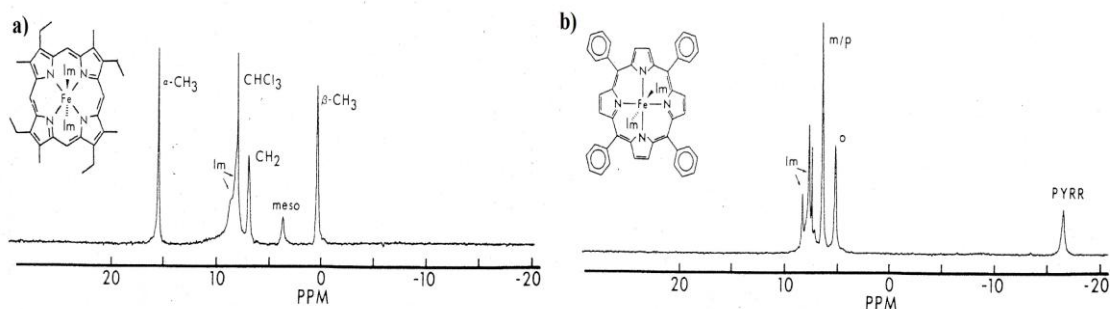 a)
N
Im
N
Fe
N
Im
N
α-CH3
CHCl3
Im
CH2
meso
β-CH3
20
10
0
-10
-20
PPM
b)
N
Im
N
Fe
N
Im
N
m/p
Im
o
PYRR
20
10
0
-10
-20
PPM